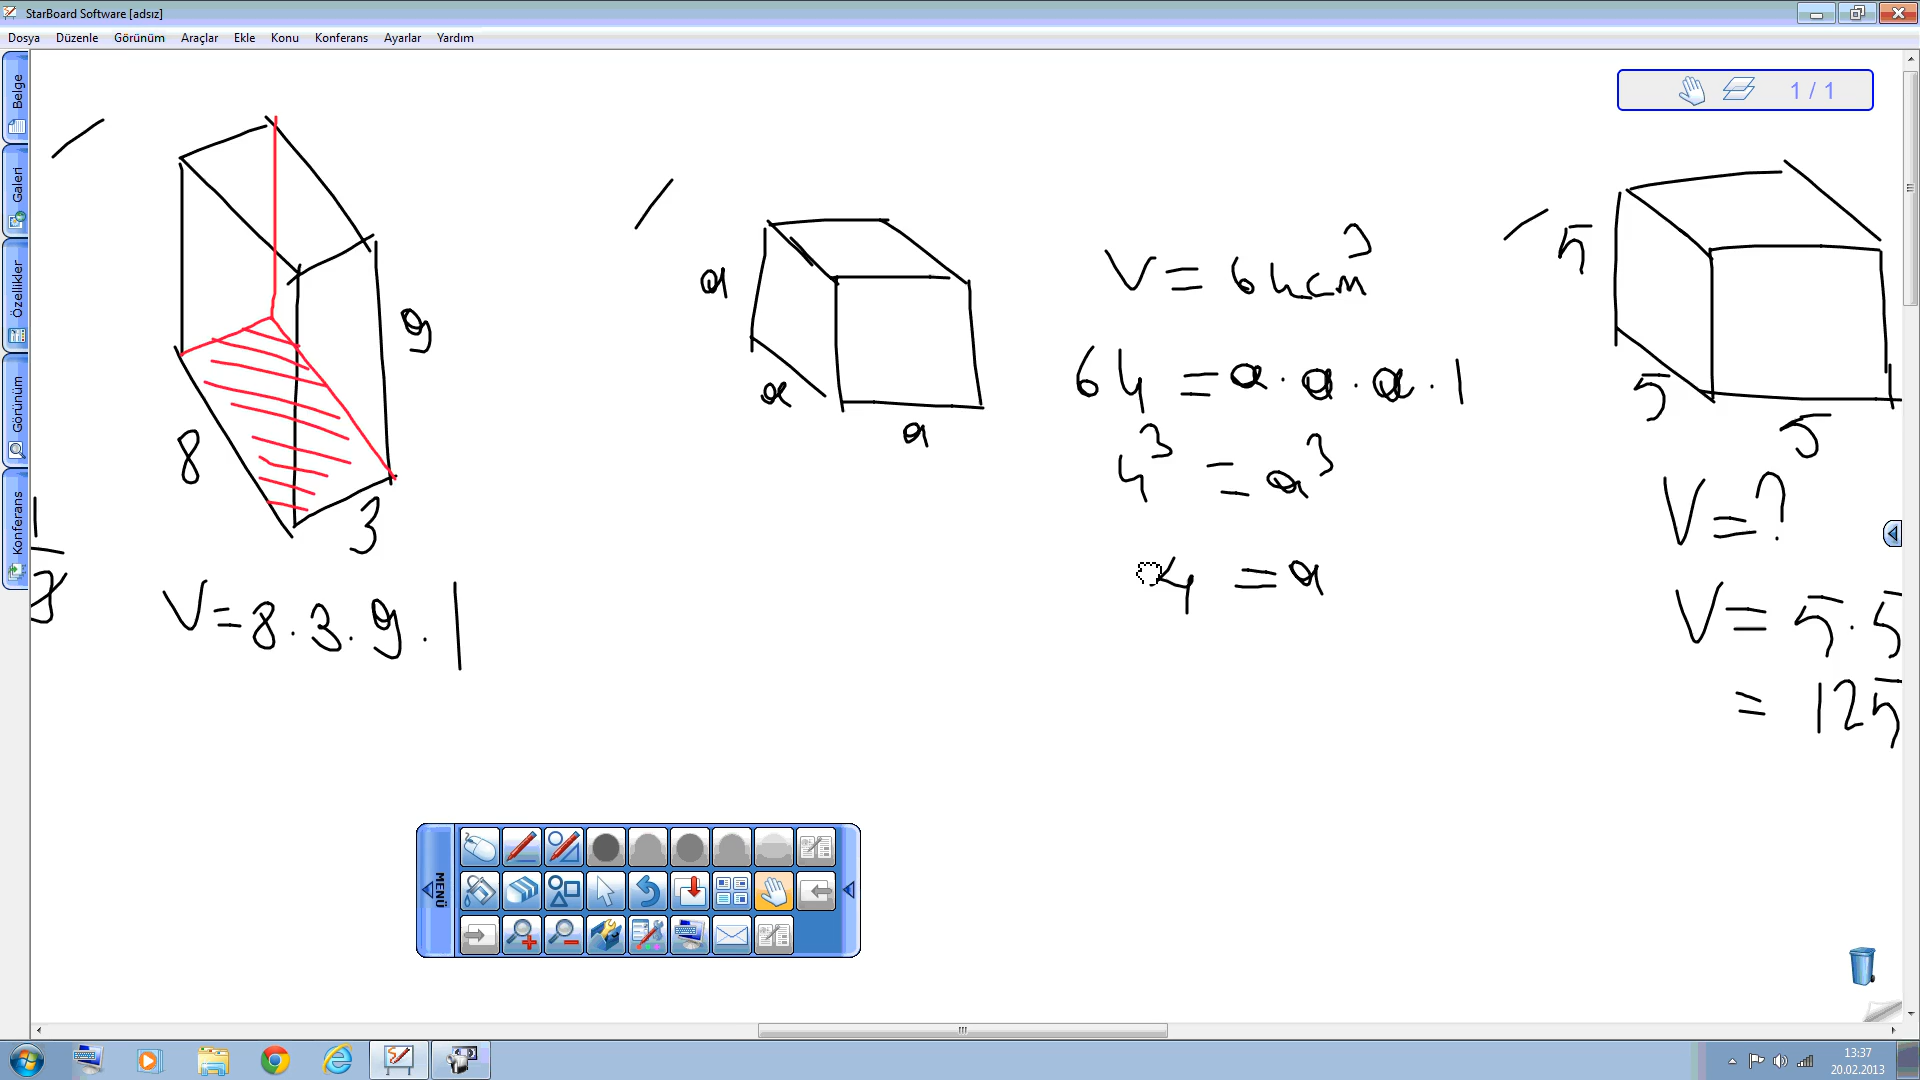 StarBoard Software [adsız]
Dosya Düzenle Görünüm Araçlar Ekle Konu Konferans Ayarlar Yardım
Belge
Galeri
Özellikler
Görünüm
Konferans
1 / 1
8
3
9
V=8.3.9.1
a
a
a
V=64cm³
64=a.a.a.1
4³=a³
4=a
5
5
5
V=?
V=5.5
=125
MENÜ
13:37
20.02.2013